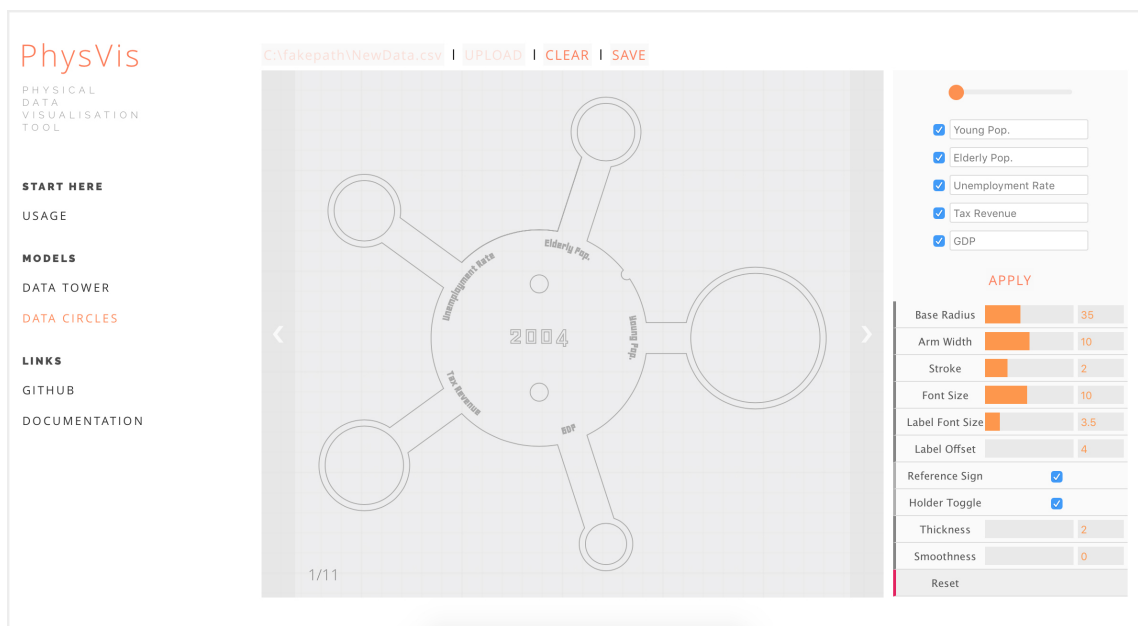 PhysVis
PHYSICAL
DATA
VISUALISATION
TOOL
START HERE
USAGE
MODELS
DATA TOWER
DATA CIRCLES
LINKS
GITHUB
DOCUMENTATION
C:\fakepath\NewData.csv | UPLOAD | CLEAR | SAVE
Elderly Pop.
Unemployment Rate
Young Pop.
2004
Tax Revenue
GDP
1/11
Young Pop.
Elderly Pop.
Unemployment Rate
Tax Revenue
GDP
APPLY
Base Radius 35
Arm Width 10
Stroke 2
Font Size 10
Label Font Size 3.5
Label Offset 4
Reference Sign
Holder Toggle
Thickness 2
Smoothness 0
Reset